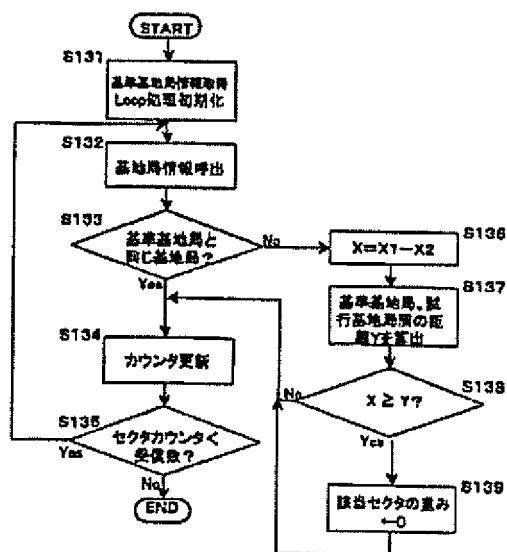 START
S131
基準基地局情報取得
Loop処理初期化
S132
基地局情報呼出
S133
基準基地局と
同じ基地局？
No
Yes
S134
カウンタ更新
S135
セクタカウンタ<
受信数？
Yes
No
END
S136
X=X1-X2
S137
基準基地局、試
行基地局間の距
離Yを算出
S138
X ≥ Y?
No
Yes
S139
該当セクタの重み
←0